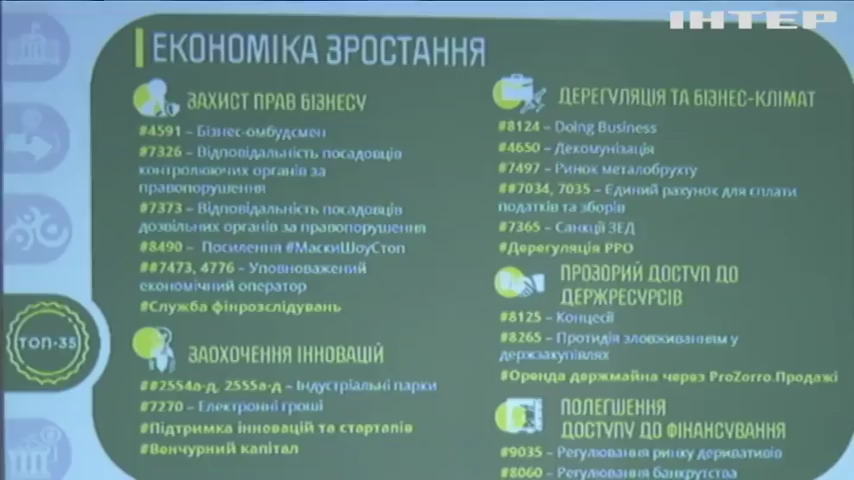 ІНТЕР
ЕКОНОМІКА ЗРОСТАННЯ
ЗАХИСТ ПРАВ БІЗНЕСУ
#4591 – Бізнес-омбудсмен
#7326 – Відповідальність посадовців
контролюючих органів за
правопорушення
#7373 – Відповідальність посадовців
дозвільних органів за правопорушення
#8490 – Посилення #МаскиШоуСтоп
##7473, 4776 – Уповноважений
економічний оператор
#Служба фінрозслідувань
ЗАОХОЧЕННЯ ІННОВАЦІЙ
##2554а-д, 2555а-д – Індустріальні парки
#7270 – Електронні гроші
#Підтримка інновацій та стартапів
#Венчурний капітал
ДЕРЕГУЛЯЦІЯ ТА БІЗНЕС-КЛІМАТ
#8124 – Doing Business
#4650 – Декомунізація
#7497 – Ринок металобрухту
##7034, 7035 – Єдиний рахунок для сплати
податків та зборів
#7365 – Санкції ЗЕД
#Дерегуляція РРО
ПРОЗОРИЙ ДОСТУП ДО
ДЕРЖРЕСУРСІВ
#8125 – Концесії
#8265 – Протидія зловживанням у
держзакупівлях
#Оренда держмайна через ProZorro.Продажі
ПОЛЕГШЕННЯ
ДОСТУПУ ДО ФІНАНСУВАННЯ
#9035 – Регулювання ринку деривативів
#8060 – Регулювання банкрутства
ТОП-35